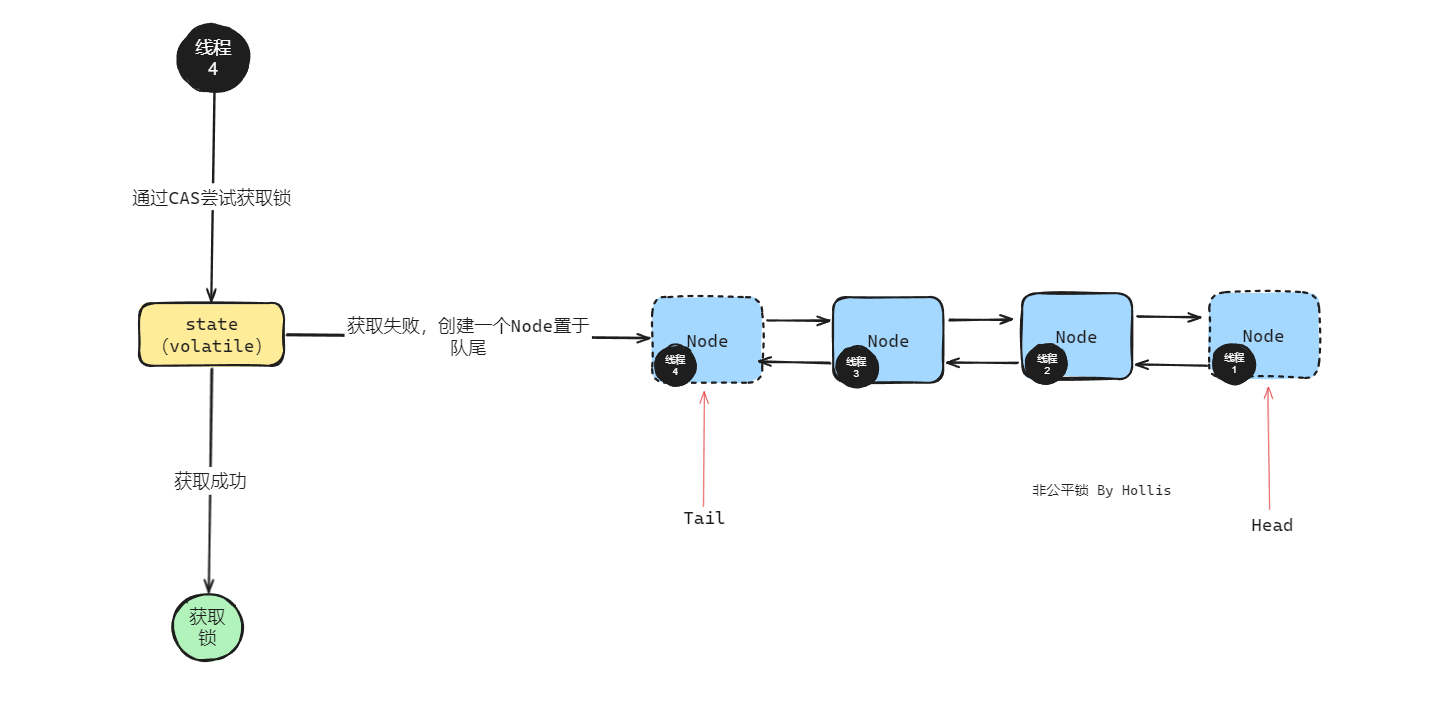 线程
4
通过CAS尝试获取锁
state
（volatile）
获取失败，创建一个Node置于
队尾
Node
线程
4
Node
线程
3
Node
线程
2
Node
线程
1
获取成功
非公平锁 By Hollis
Tail
Head
获取
锁